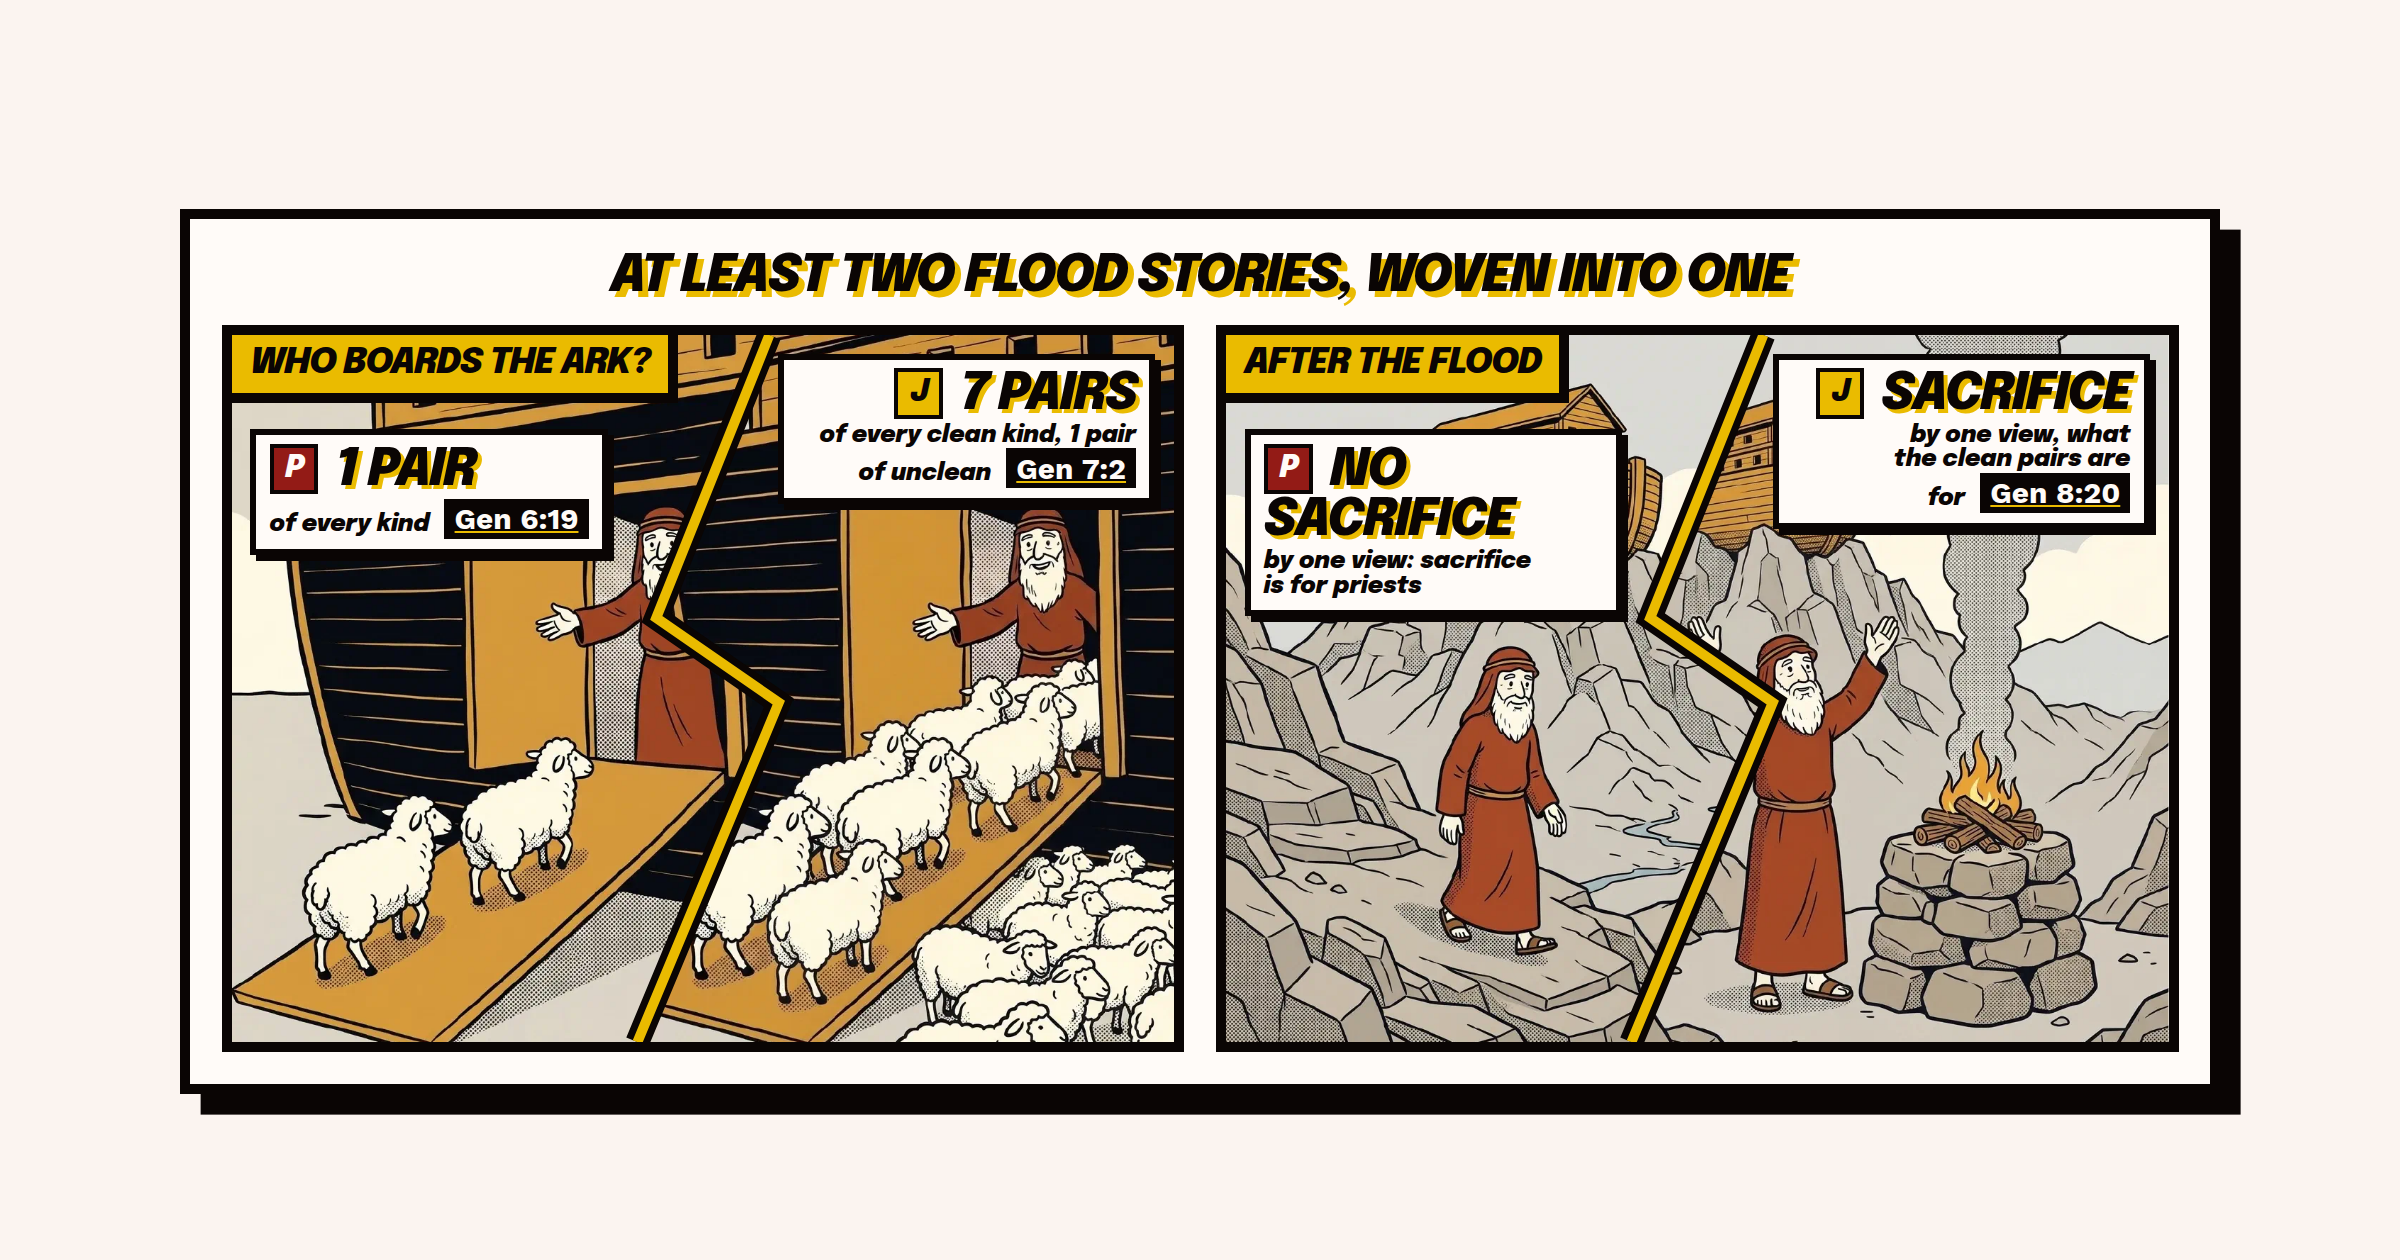 AT LEAST TWO FLOOD STORIES, WOVEN INTO ONE
WHO BOARDS THE ARK?
P 1 PAIR
of every kind Gen 6:19
J 7 PAIRS
of every clean kind, 1 pair
of unclean Gen 7:2
AFTER THE FLOOD
P NO
SACRIFICE
by one view: sacrifice
is for priests
J SACRIFICE
by one view, what
the clean pairs are
for Gen 8:20